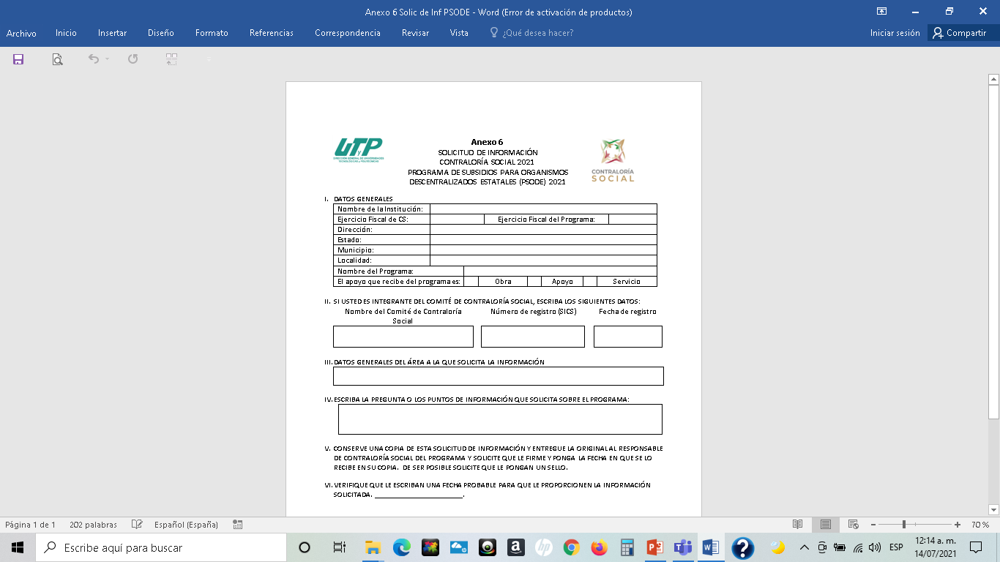 Anexo 6 Solic de Inf PSODE - Word (Error de activación de productos)
Archivo Inicio Insertar Diseño Formato Referencias Correspondencia Revisar Vista ¿Qué desea hacer? Iniciar sesión Compartir
UTyP
DIRECCIÓN GENERAL DE UNIVERSIDADES
TECNOLÓGICAS y POLITÉCNICAS
Anexo 6
SOLICITUD DE INFORMACIÓN
CONTRALORÍA SOCIAL 2021
PROGRAMA DE SUBSIDIOS PARA ORGANISMOS
DESCENTRALIZADOS ESTATALES (PSODE) 2021
CONTRALORÍA
SOCIAL
I. DATOS GENERALES
Nombre de la Institución:
Ejercicio Fiscal de CS: Ejercicio Fiscal del Programa:
Dirección:
Estado:
Municipio:
Localidad:
Nombre del Programa:
El apoyo que recibe del programa es: Obra Apoyo Servicio
II. SI USTED ES INTEGRANTE DEL COMITÉ DE CONTRALORÍA SOCIAL, ESCRIBA LOS SIGUIENTES DATOS:
Nombre del Comité de Contraloría Número de registro (SICS) Fecha de registro
Social
III. DATOS GENERALES DEL ÁREA A LA QUE SOLICITA LA INFORMACIÓN
IV. ESCRIBA LA PREGUNTA O LOS PUNTOS DE INFORMACIÓN QUE SOLICITA SOBRE EL PROGRAMA:
V. CONSERVE UNA COPIA DE ESTA SOLICITUD DE INFORMACIÓN Y ENTREGUE LA ORIGINAL AL RESPONSABLE
DE CONTRALORÍA SOCIAL DEL PROGRAMA Y SOLICITE QUE LE FIRME Y PONGA LA FECHA EN QUE SE LO
RECIBE EN SU COPIA. DE SER POSIBLE SOLICITE QUE LE PONGAN UN SELLO.
VI. VERIFIQUE QUE LE ESCRIBAN UNA FECHA PROBABLE PARA QUE LE PROPORCIONEN LA INFORMACIÓN
SOLICITADA. ________________________.
Página 1 de 1 202 palabras Español (España) 70 %
Escribe aquí para buscar ESP 12:14 a. m.
14/07/2021